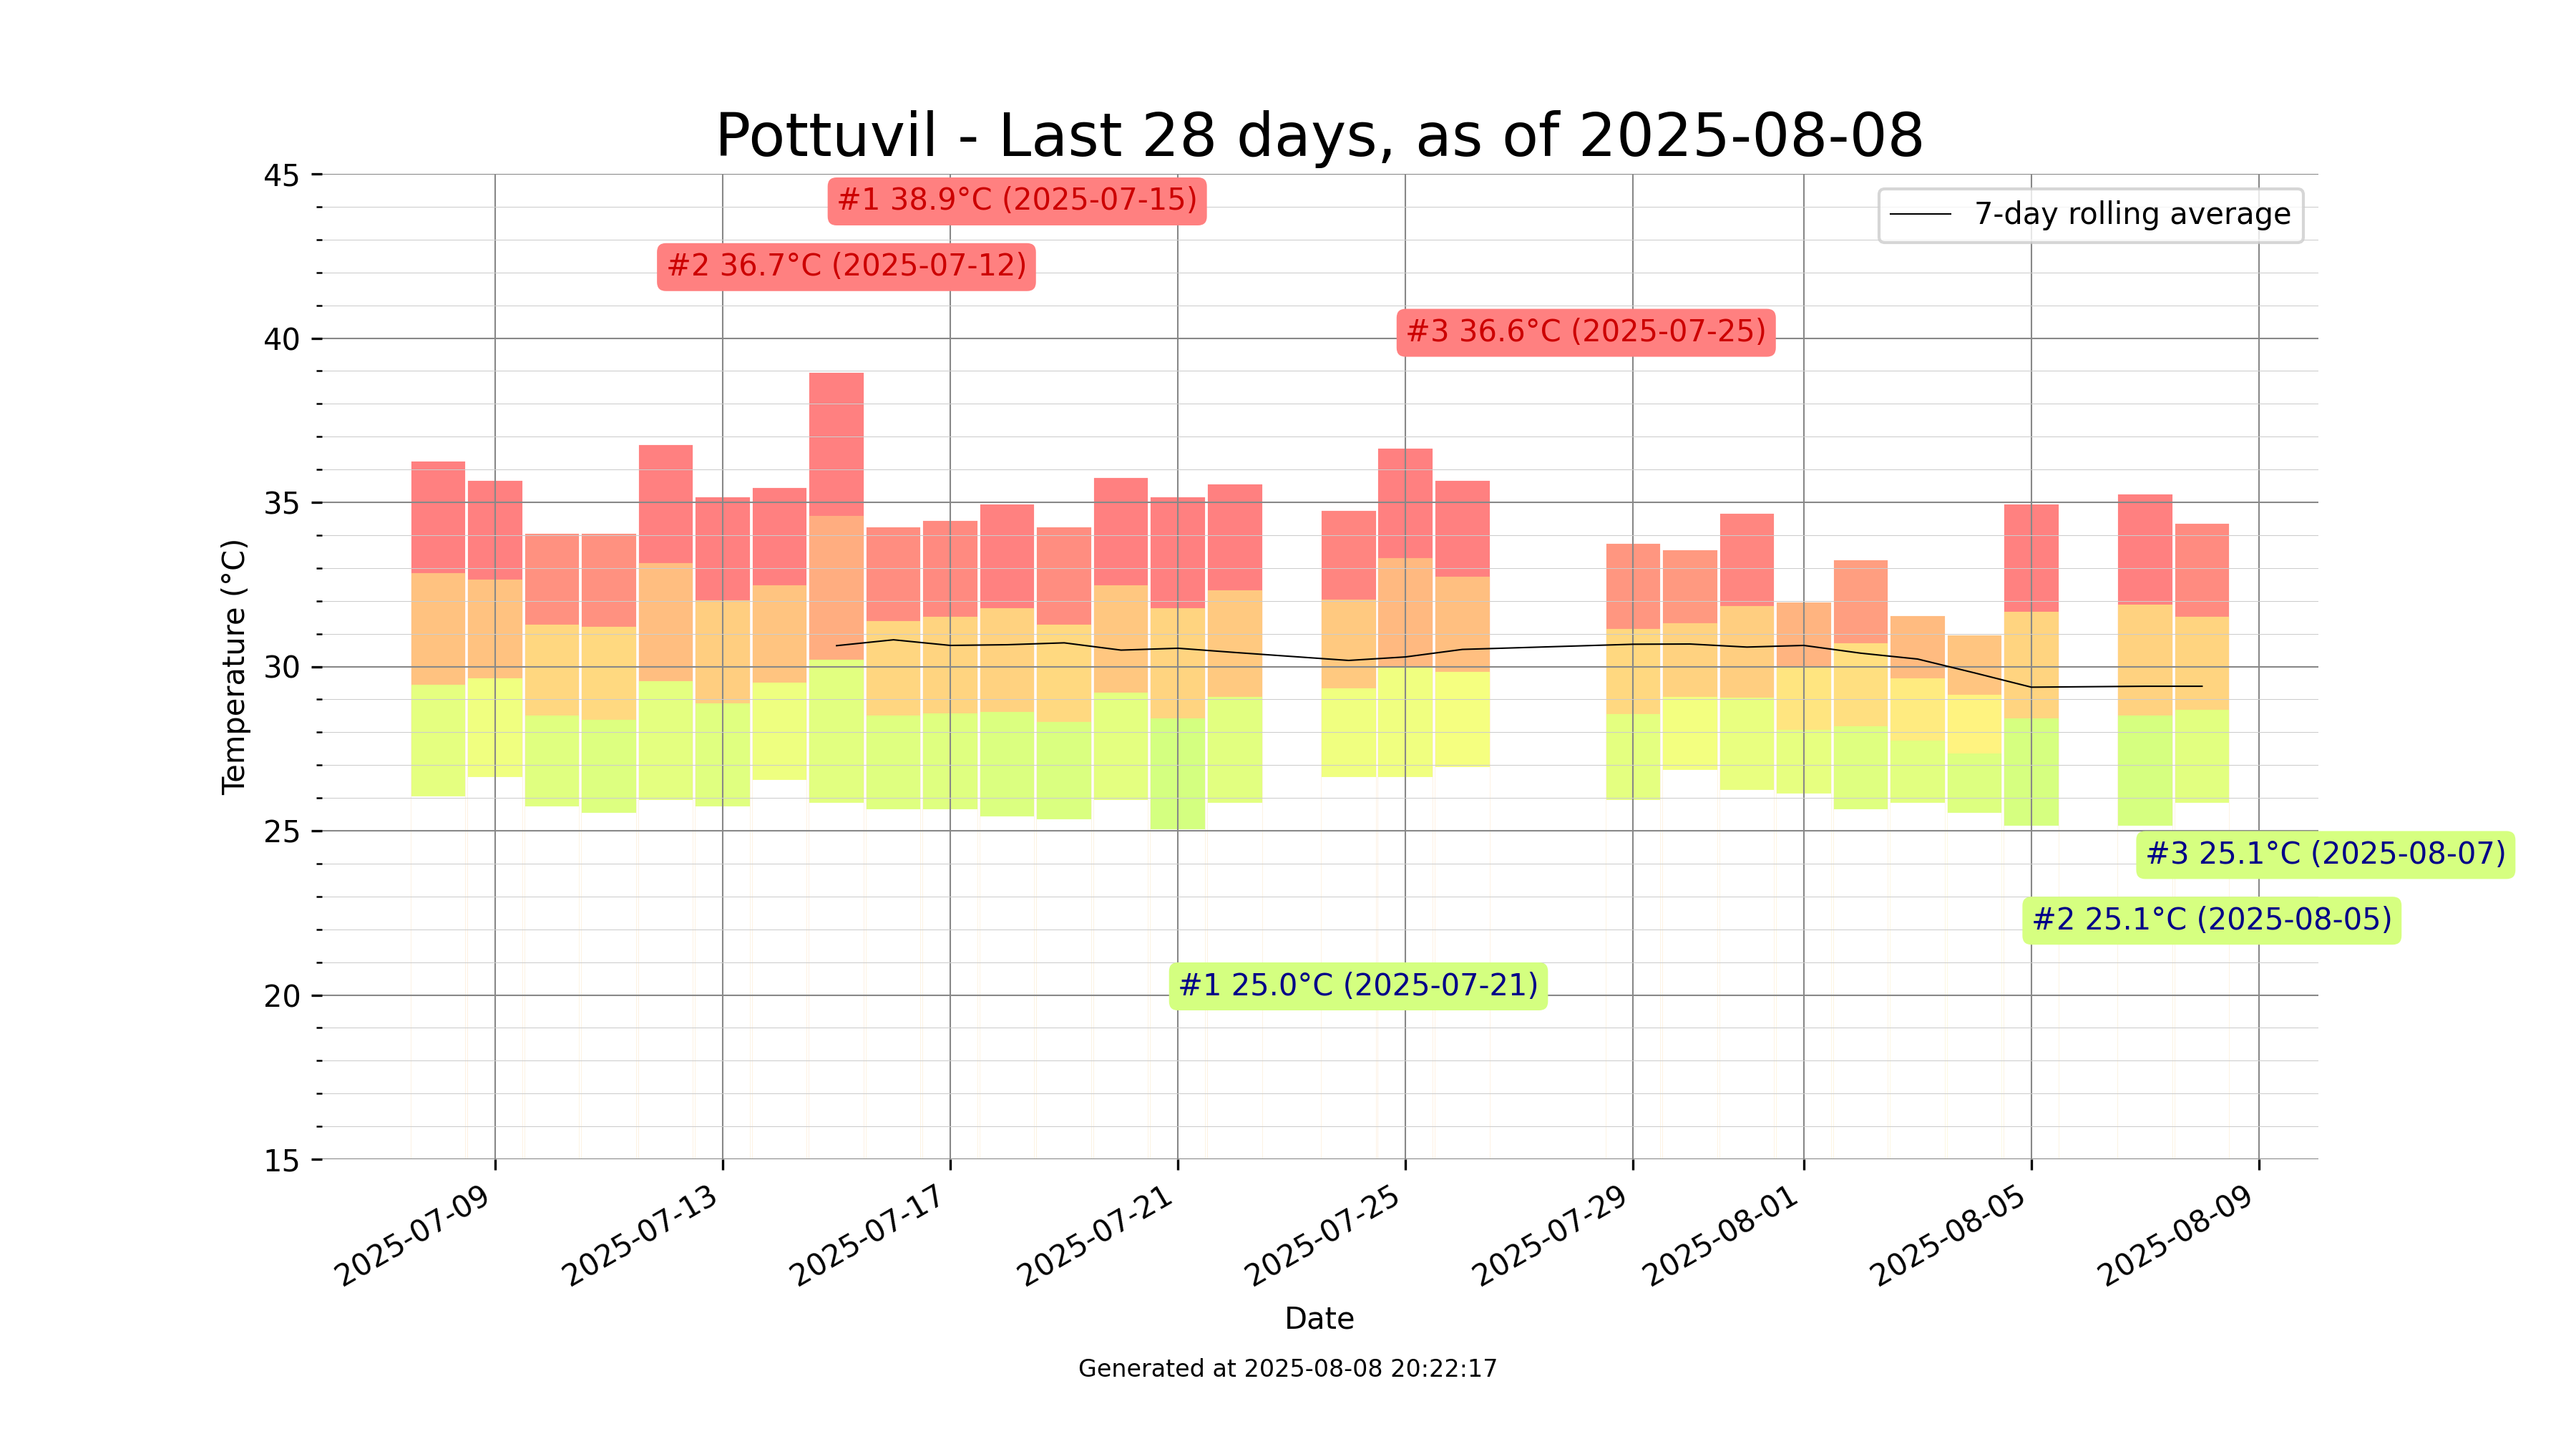 Pottuvil - Last 28 days, as of 2025-08-08
45
40
35
30
25
20
15
Temperature (°C)
#1 38.9°C (2025-07-15)
#2 36.7°C (2025-07-12)
#3 36.6°C (2025-07-25)
7-day rolling average
#3 25.1°C (2025-08-07)
#2 25.1°C (2025-08-05)
#1 25.0°C (2025-07-21)
2025-07-09
2025-07-13
2025-07-17
2025-07-21
2025-07-25
2025-07-29
2025-08-01
2025-08-05
2025-08-09
Date
Generated at 2025-08-08 20:22:17